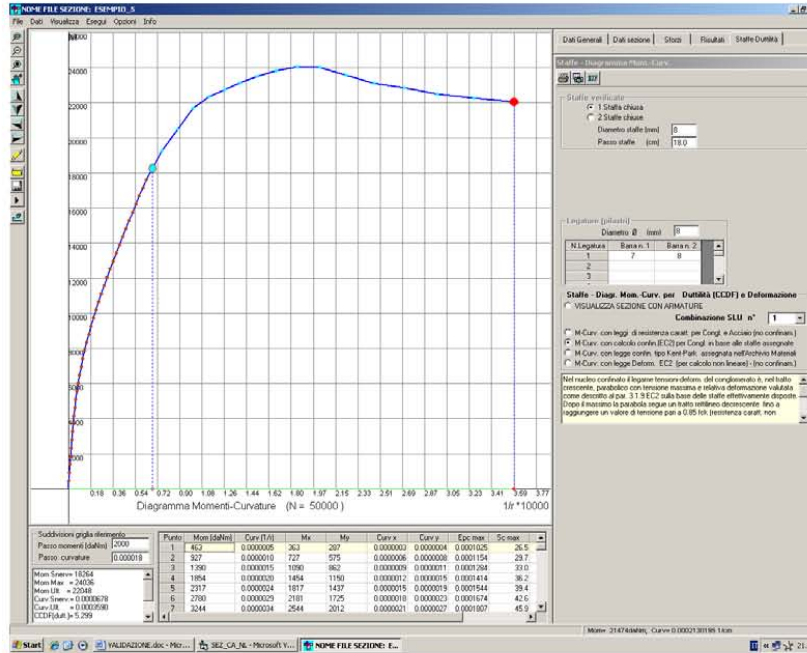 NOME FILE SEZIONE: ESEMPIO_5
File Dati Visualizza Esegui Opzioni Info
Dati Generali Dati sezione Sforzi Risultati Staffe Duttilità
Staffe - Diagramma Mom.-Curv.
M
24000
22000
20000
18000
16000
14000
12000
10000
8000
6000
4000
2000
0.18 0.36 0.54 0.72 0.90 1.08 1.26 1.44 1.62 1.80 1.97 2.15 2.33 2.51 2.69 2.87 3.05 3.23 3.41 3.59 3.77
Diagramma Momenti-Curvature (N = 50000 )
1/r *10000
Staffe verificate
1 Staffa chiusa
2 Staffe chiuse
Diametro staffe (mm) 8
Passo staffe (cm) 18.0
Legature (pilastri)
Diametro Ø (mm) 8
N.Legatura Barra n. 1 Barra n. 2
1 7 8
2
3
Staffe - Diagr. Mom.-Curv. per Duttilità (CCDF) e Deformazione
VISUALIZZA SEZIONE CON ARMATURE
Combinazione SLU n° 1
M-Curv. con leggi di resistenza caratt. per Congl. e Acciaio (no confinam.)
M-Curv. con calcolo confin.(EC2) per Congl. in base alle staffe assegnate
M-Curv. con legge confin. tipo Kent-Park assegnata nell'Archivio Materiali
M-Curv. con legge Deform. EC2 (per calcolo non lineare) - (no confinam.)
Nel nucleo confinato il legame tensioni-deform. del conglomerato è, nel tratto
crescente, parabolico con tensione massima e relativa deformazione valutata
come descritto al par. 3.1.9 EC2 sulla base delle staffe effettivamente disposte.
Dopo il massimo la parabola segue un tratto rettilineo decrescente fino a
raggiungere un valore di tensione pari a 0.85 fck (resistenza caratt. non
Suddivisioni griglia riferimento
Passo momenti (daNm) 2000
Passo curvature 0.000018
Mom Snerv= 18264
Mom Max = 24036
Mom Ult. = 22048
Curv Snerv= 0.0000678
Curv Ult. = 0.0003590
CCDF(dutt.)= 5.299
Punto Mom (daNm) Curv (1/r) Mx My Curv x Curv y Epc max Sc max
1 463 0.0000005 363 287 0.0000003 0.0000004 0.0001025 26.5
2 927 0.0000010 727 575 0.0000006 0.0000008 0.0001154 29.7
3 1390 0.0000015 1090 862 0.0000009 0.0000011 0.0001284 33.0
4 1854 0.0000020 1454 1150 0.0000012 0.0000015 0.0001414 36.2
5 2317 0.0000024 1817 1437 0.0000015 0.0000019 0.0001544 39.4
6 2780 0.0000029 2181 1725 0.0000018 0.0000023 0.0001674 42.6
7 3244 0.0000034 2544 2012 0.0000021 0.0000027 0.0001807 45.9
Start VALIDAZIONE.doc - Micr... SEZ_CA_NL - Microsoft V... NOME FILE SEZIONE: E...